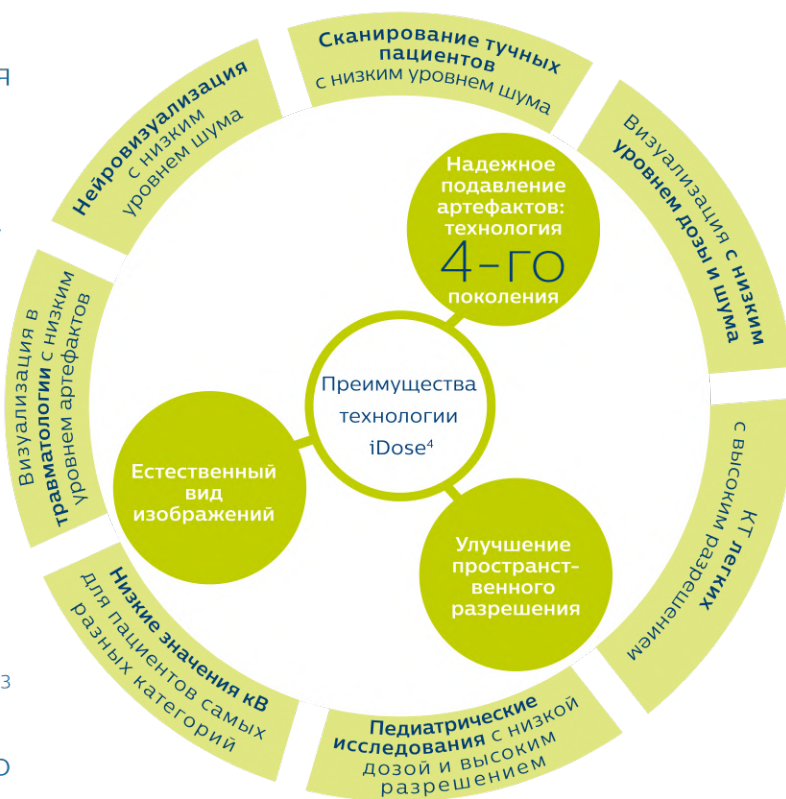 Сканирование тучных
пациентов
с низким уровнем шума
Визуализация с низким
уровнем дозы и шума
КТ легких
с высоким разрешением
Педиатрические
исследования с низкой
дозой и высоким
разрешением
Низкие значения кВ
для пациентов самых
разных категорий
Визуализация в
травматологии с низким
уровнем артефактов
Нейровизуализация
с низким
уровнем шума
Надежное
подавление
артефактов:
технология
4-го
поколения
Преимущества
технологии
iDose⁴
Естественный
вид
изображений
Улучшение
пространст-
венного
разрешения
Я
3